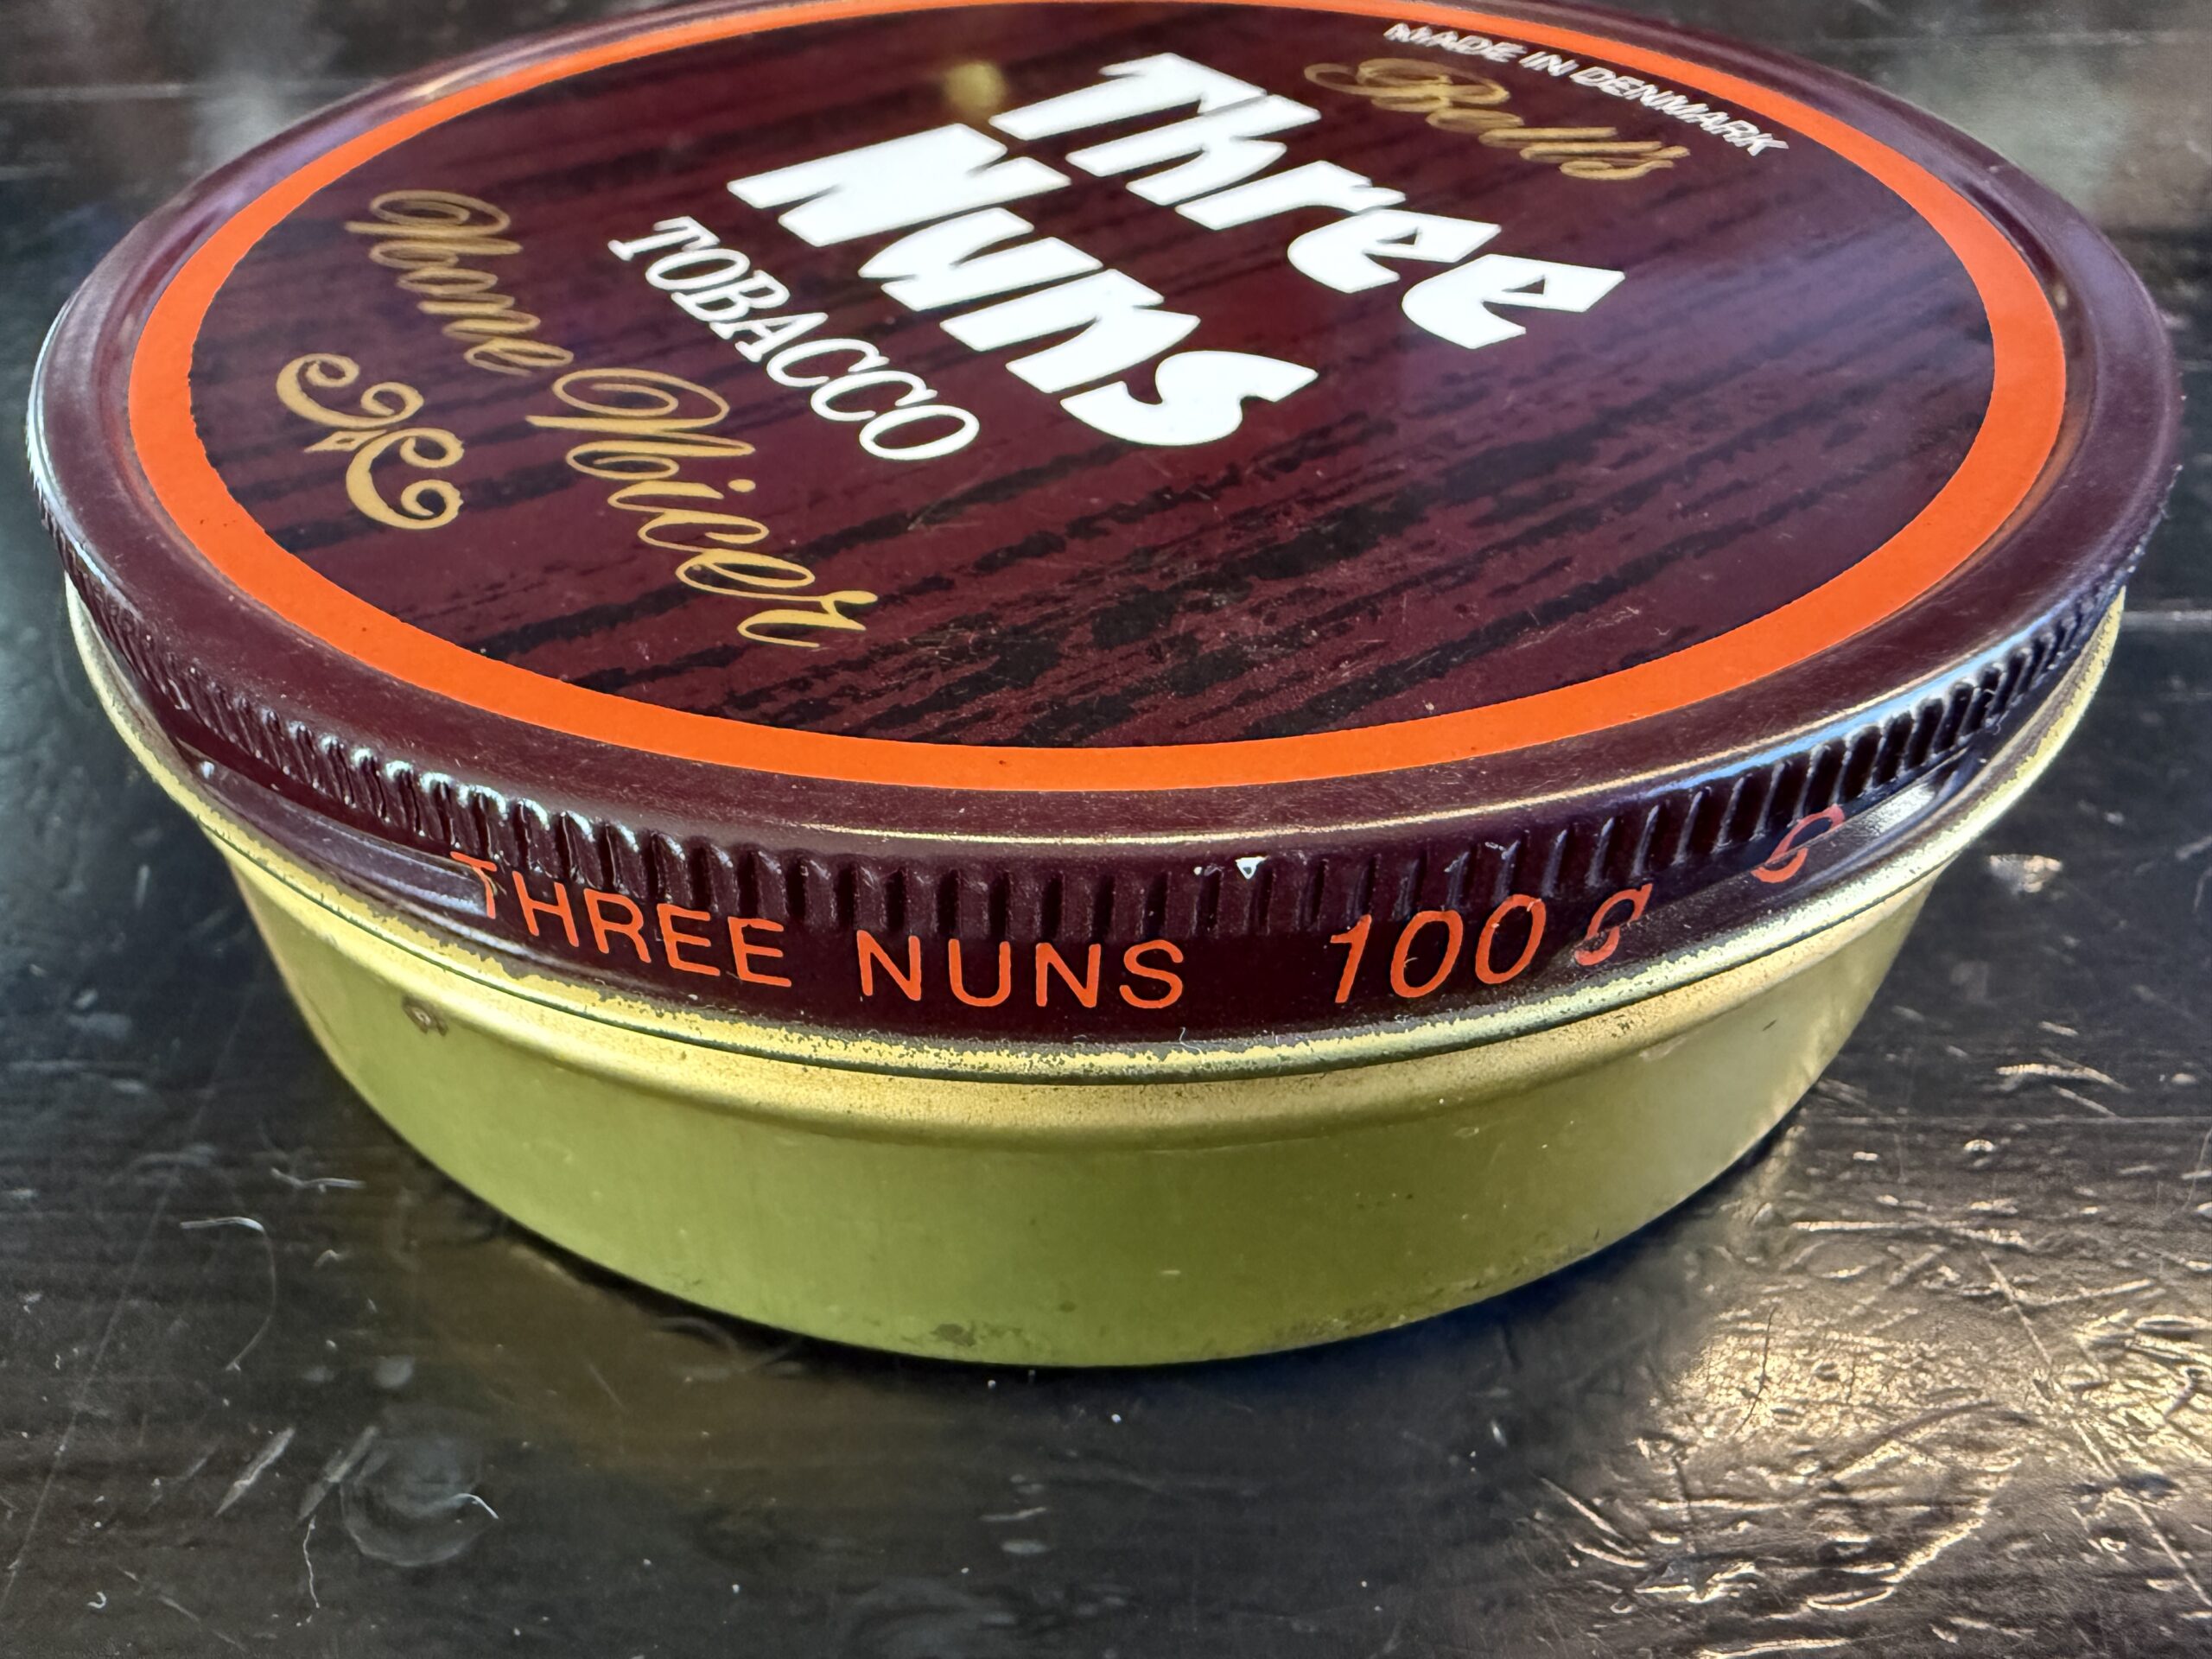 MADE IN DENMARK
Bell's
Three
Nuns
TOBACCO
None Nicer
THREE NUNS 100 g G